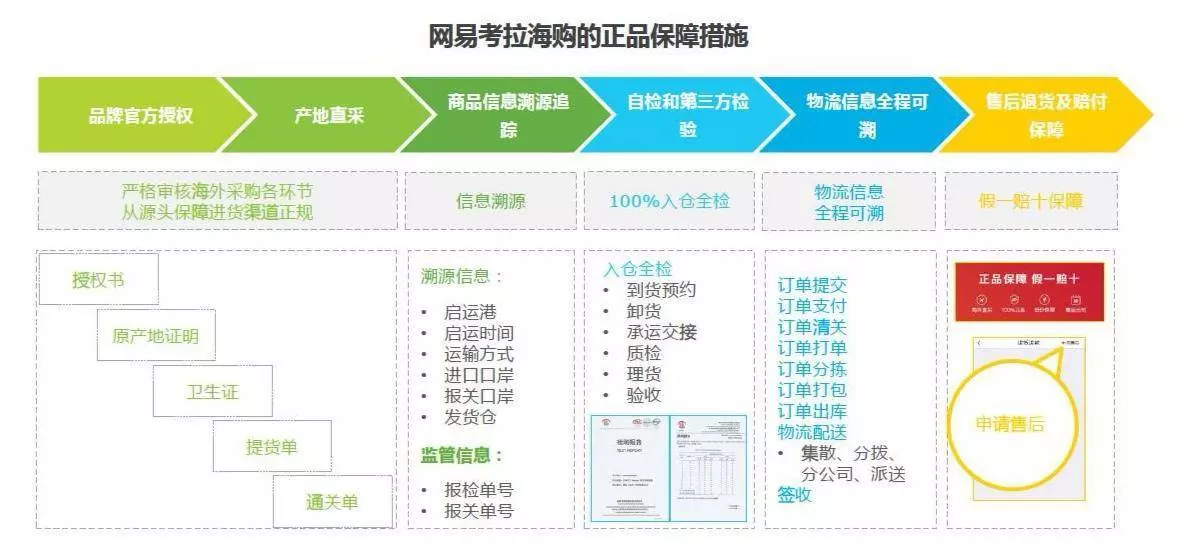 网易考拉海购的正品保障措施
品牌官方授权
产地直采
商品信息溯源追
踪
自检和第三方检
验
物流信息全程可
溯
售后退货及赔付
保障
严格审核海外采购各环节
从源头保障进货渠道正规
信息溯源
100%入仓全检
物流信息
全程可溯
假一赔十保障
授权书
原产地证明
卫生证
提货单
通关单
溯源信息：
• 启运港
• 启运时间
• 运输方式
• 进口口岸
• 报关口岸
• 发货仓
监管信息：
• 报检单号
• 报关单号
入仓全检
• 到货预约
• 卸货
• 承运交接
• 质检
• 理货
• 验收
检测报告
TEST REPORT
订单提交
订单支付
订单清关
订单打单
订单分拣
订单打包
订单出库
物流配送
• 集散、分拨、
分公司、派送
签收
正品保障 假一赔十
申请售后